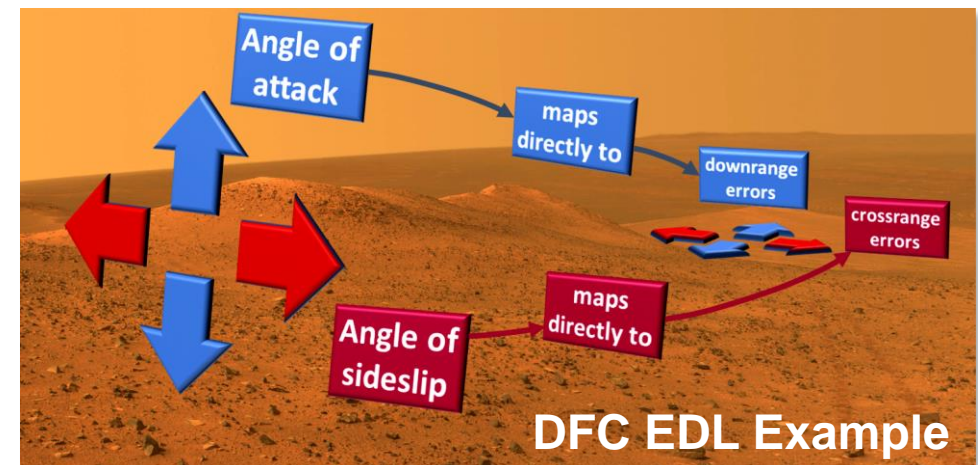 Angle of
attack
maps
directly to
downrange
errors
crossrange
errors
maps
directly to
Angle of
sideslip
DFC EDL Example